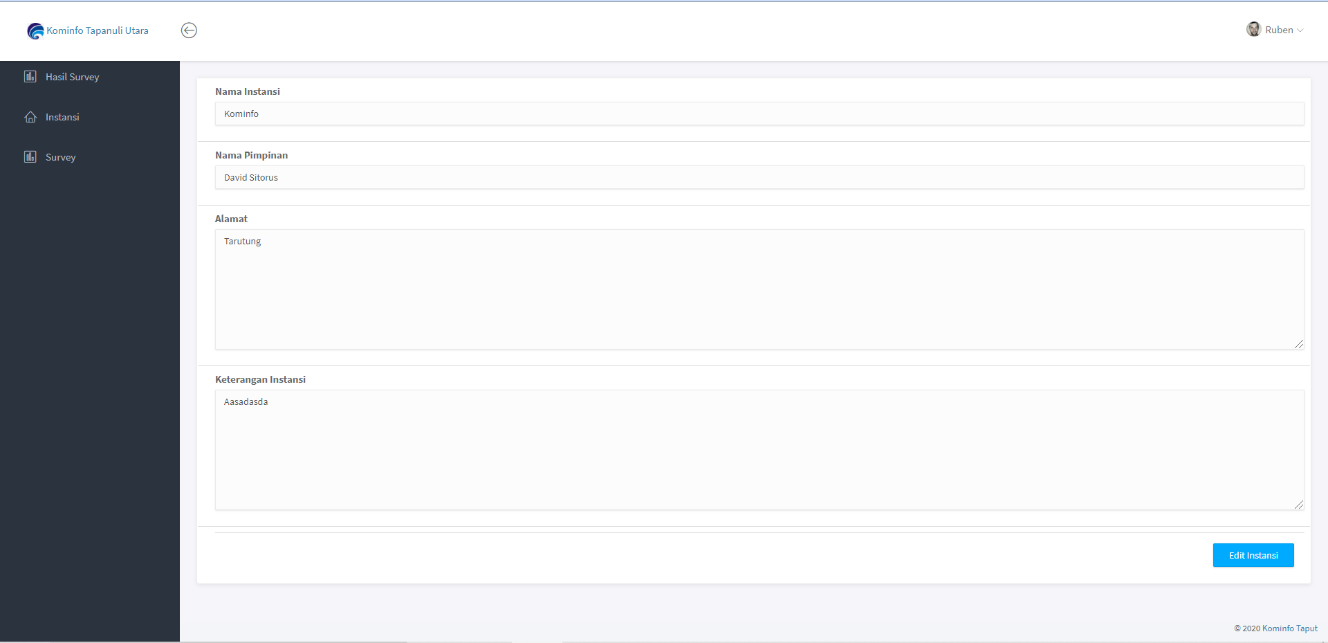 Kominfo Tapanuli Utara
Ruben
Hasil Survey
Instansi
Survey
Nama Instansi
Kominfo
Nama Pimpinan
David Sitorus
Alamat
Tarutung
Keterangan Instansi
Aasadasda
Edit Instansi
© 2020 Kominfo Taput